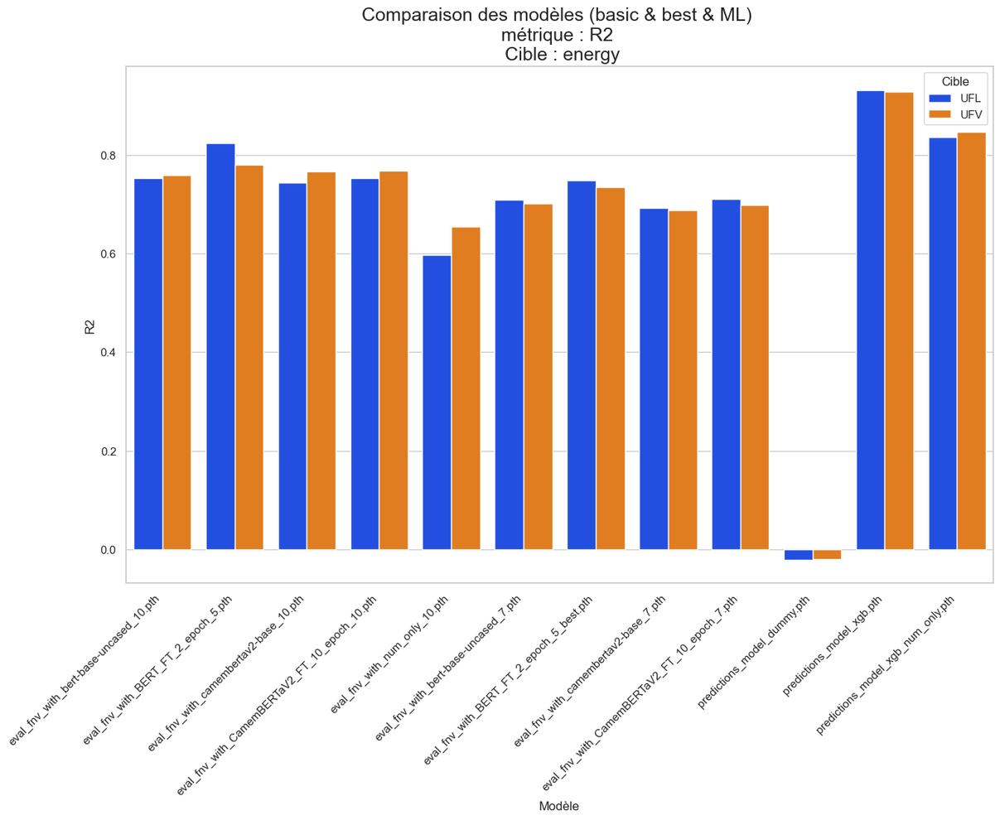 Comparaison des modèles (basic & best & ML)
métrique : R2
Cible : energy
Cible
UFL
UFV
R2
0.8
0.6
0.4
0.2
0.0
eval_fnv_with_bert-base-uncased_10.pth
eval_fnv_with_BERT_FT_2_epoch_5.pth
eval_fnv_with_camembertav2-base_10.pth
eval_fnv_with_CamemBERTaV2_FT_10_epoch_10.pth
eval_fnv_with_num_only_10.pth
eval_fnv_with_bert-base-uncased_7.pth
eval_fnv_with_BERT_FT_2_epoch_5_best.pth
eval_fnv_with_camembertav2-base_7.pth
eval_fnv_with_CamemBERTaV2_FT_10_epoch_7.pth
predictions_model_dummy.pth
predictions_model_xgb.pth
predictions_model_xgb_num_only.pth
Modèle